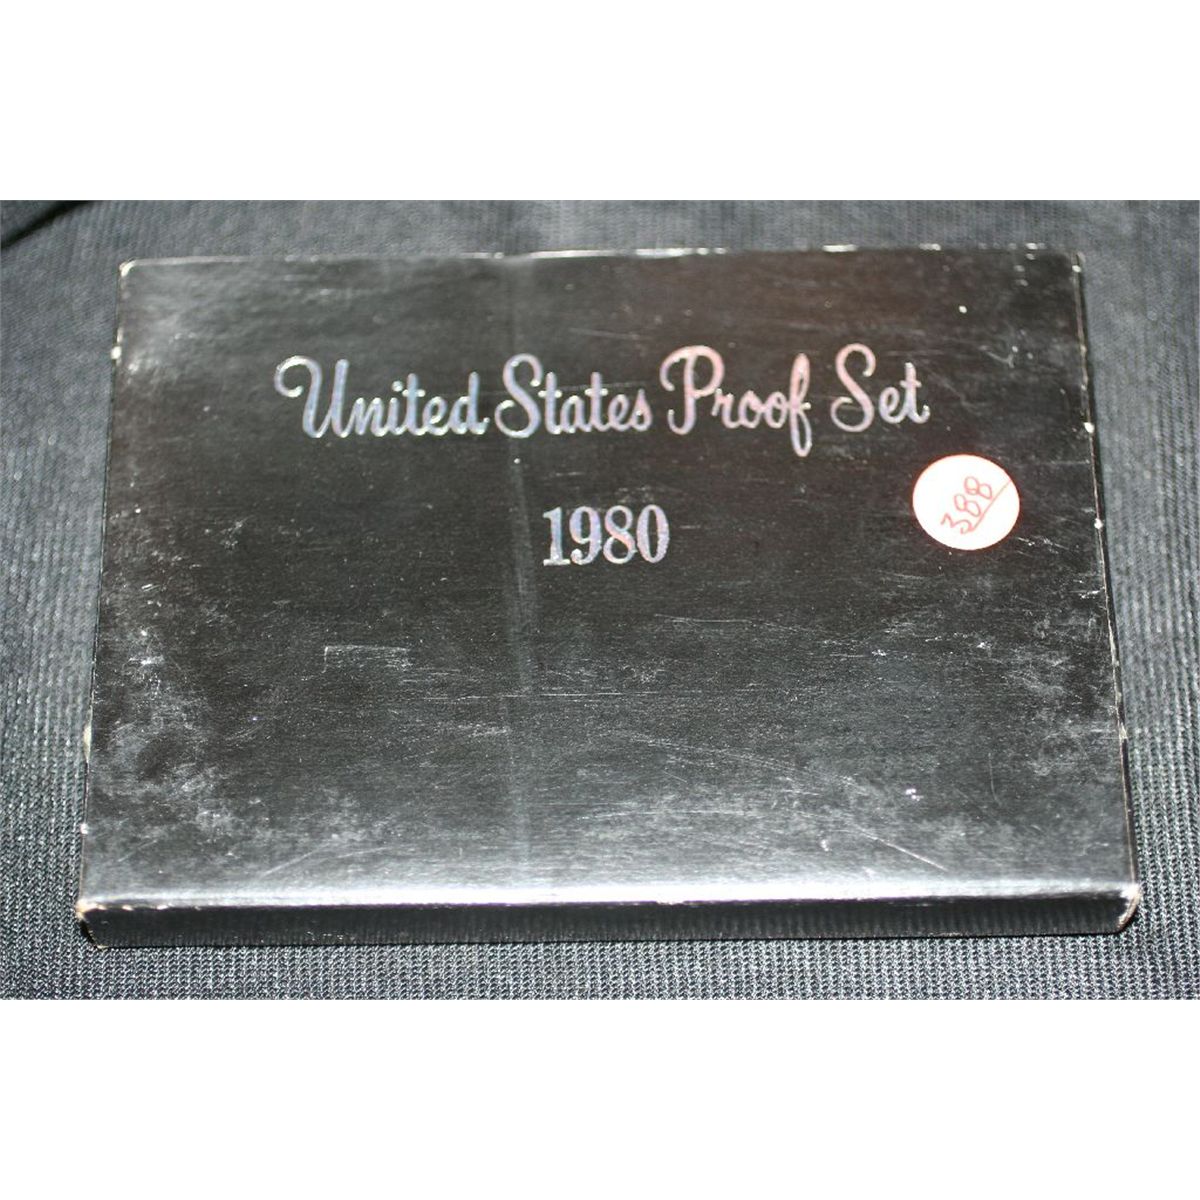 United States Proof Set
388
1980